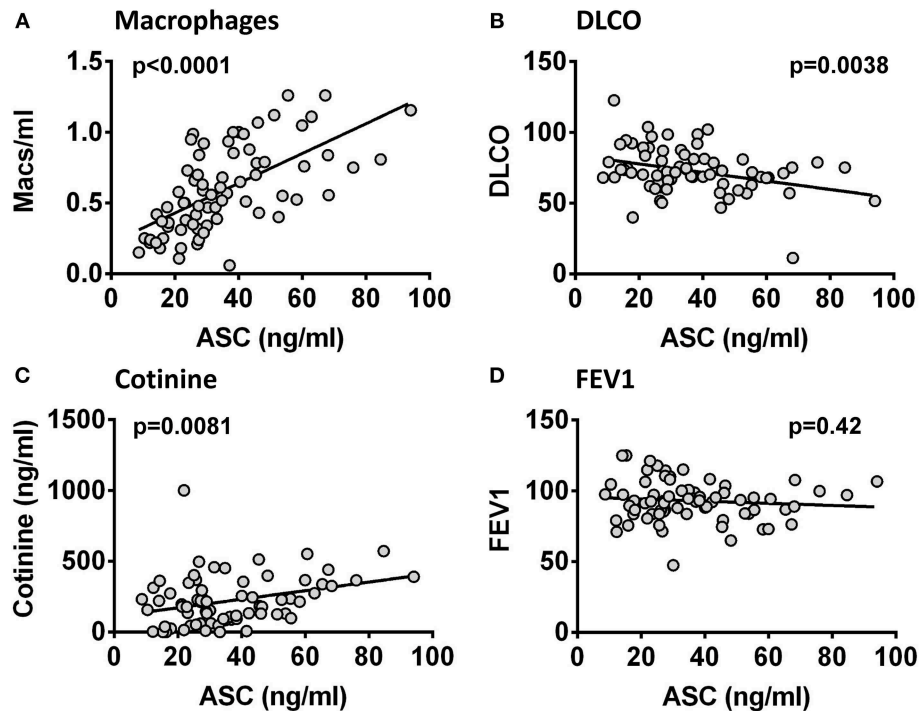 A Macrophages
p<0.0001
Macs/ml
1.5
1.0
0.5
0.0
0 20 40 60 80 100
ASC (ng/ml)
B DLCO
p=0.0038
DLCO
150
100
50
0
0 20 40 60 80 100
ASC (ng/ml)
C Cotinine
p=0.0081
Cotinine (ng/ml)
1500
1000
500
0
0 20 40 60 80 100
ASC (ng/ml)
D FEV1
p=0.42
FEV1
150
100
50
0
0 20 40 60 80 100
ASC (ng/ml)